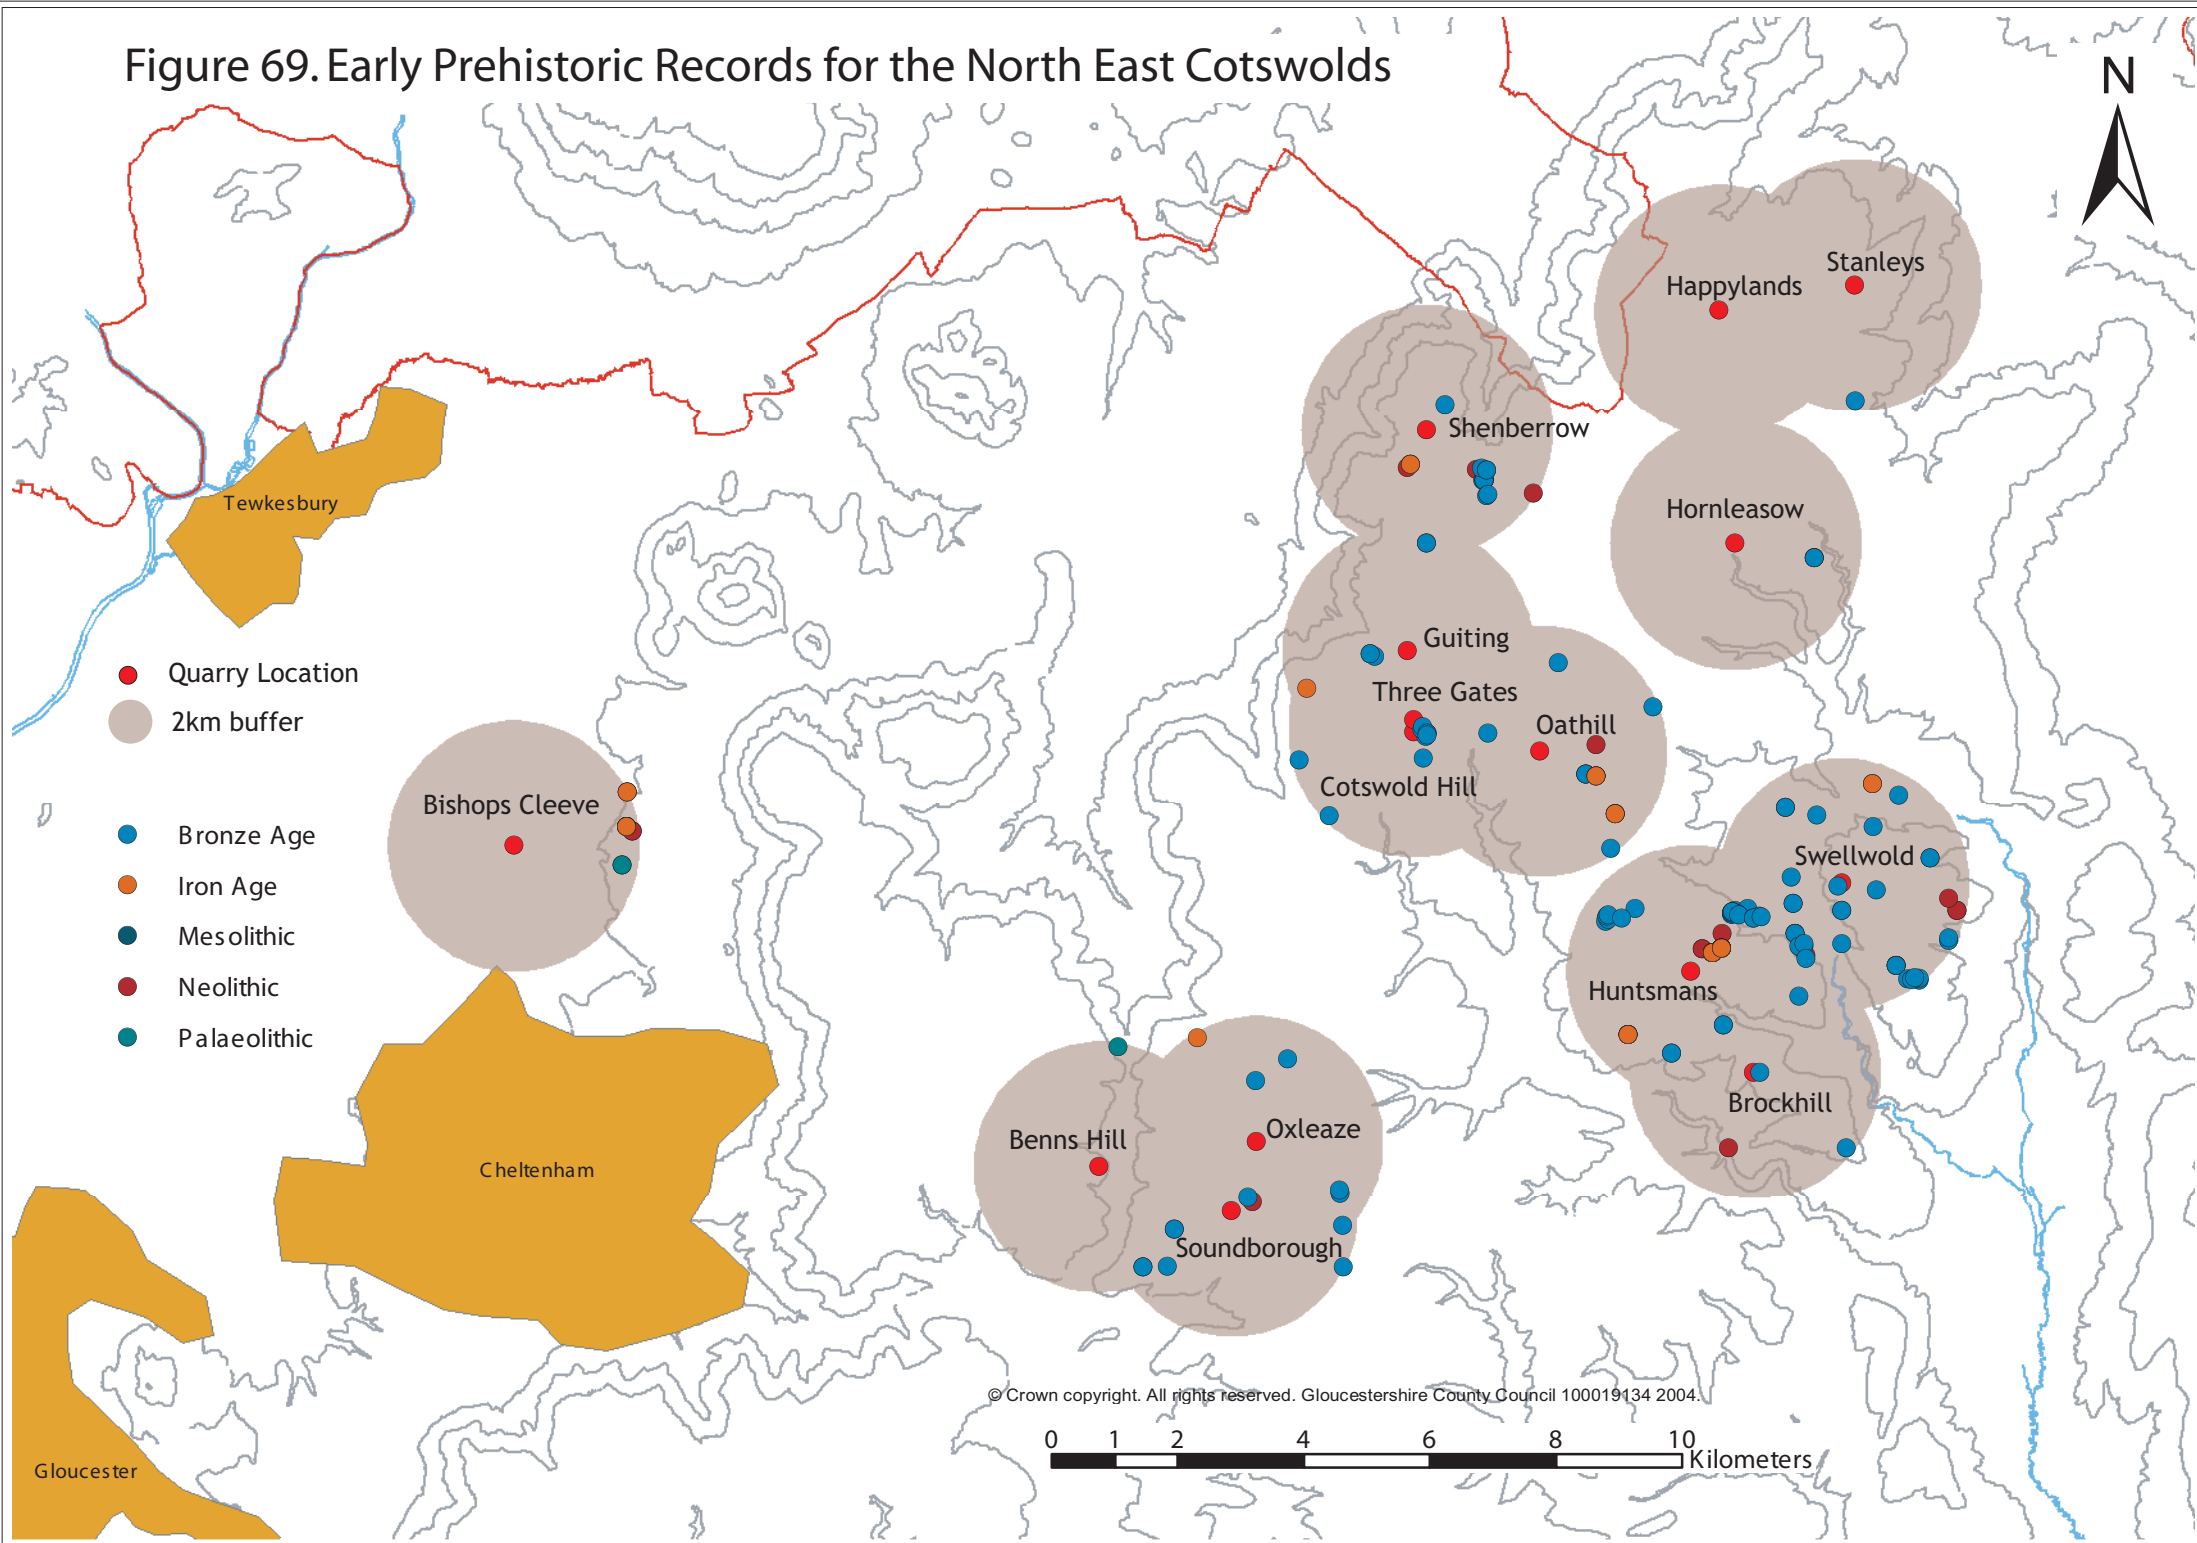 Figure 69. Early Prehistoric Records for the North East Cotswolds
N
Stanleys
Happylands
Shenberrow
Tewkesbury
Hornleasow
Guiting
Quarry Location
Three Gates
2km buffer
Oathill
Cotswold Hill
Bishops Cleeve
Bronze Age
Swellwold
Iron Age
Mesolithic
Neolithic
Huntsmans
Palaeolithic
Brockhill
Oxleaze
Benns Hill
Cheltenham
Soundborough
© Crown copyright. All rights reserved. Gloucestershire County Council 100019134 2004.
0 1 2 4 6 8 10
Kilometers
Gloucester